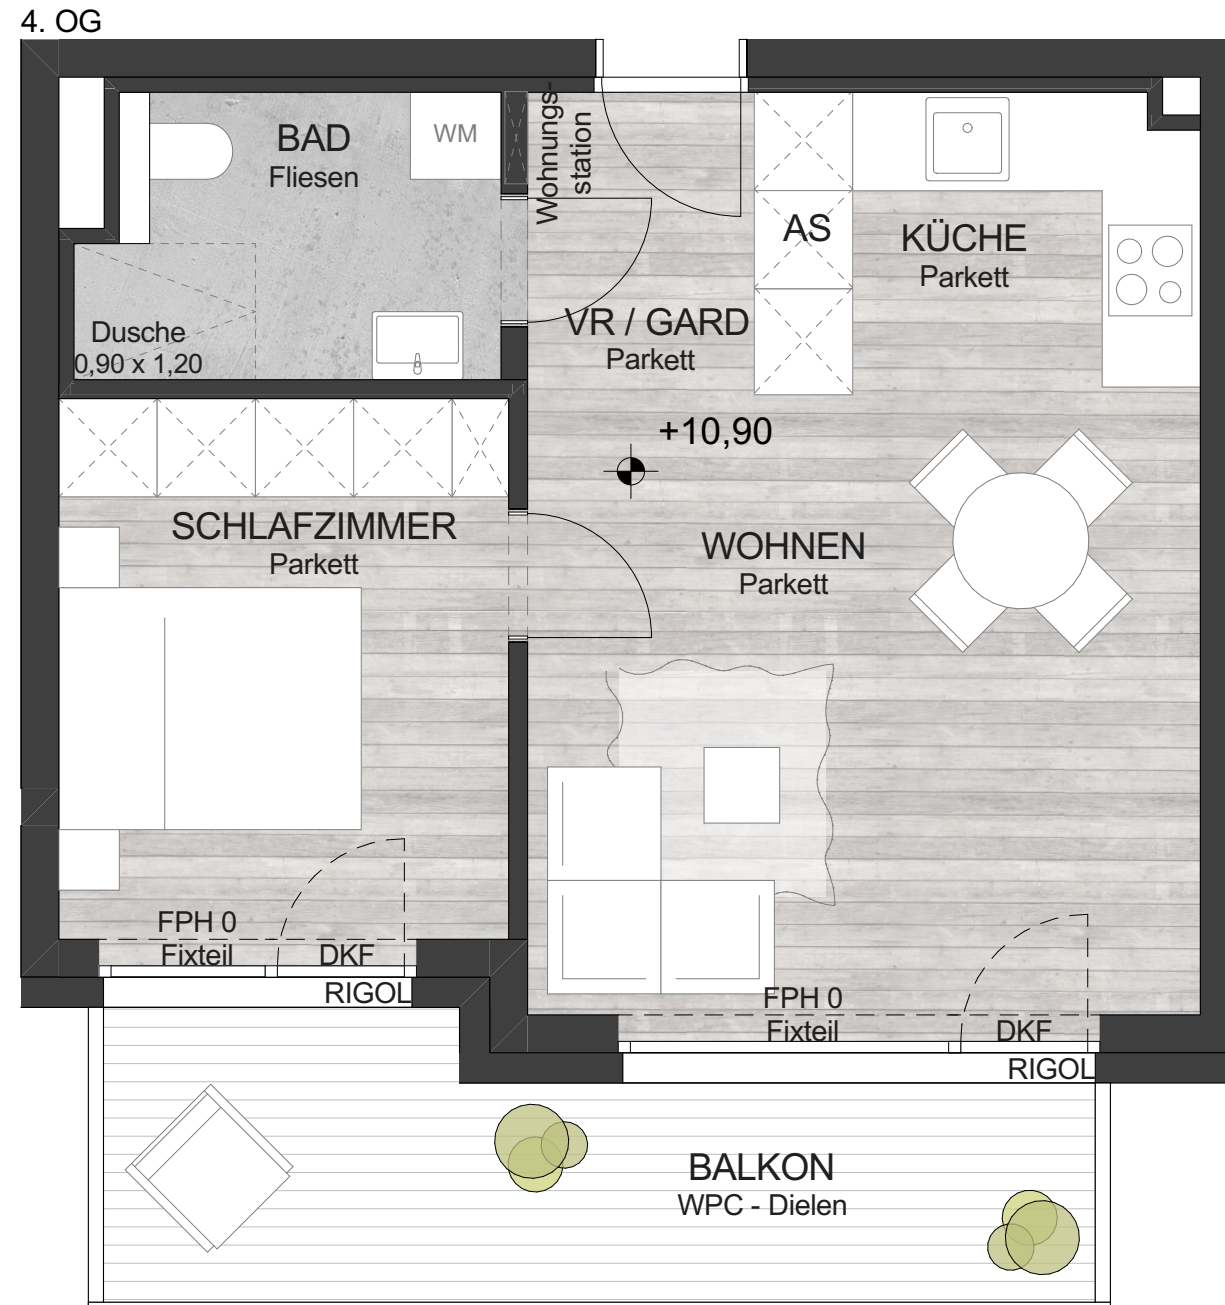 4. OG
BAD
Fliesen
WM
Wohnungs-
station
AS
KÜCHE
Parkett
Dusche
0,90 x 1,20
VR / GARD
Parkett
+10,90
SCHLAFZIMMER
Parkett
WOHNEN
Parkett
FPH 0
Fixteil
DKF
RIGOL
FPH 0
Fixteil
DKF
RIGOL
BALKON
WPC - Dielen